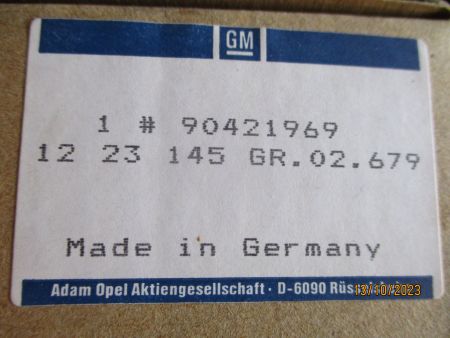 GM
1 # 90421969
12 23 145 GR.02.679
Made in Germany
Adam Opel Aktiengesellschaft · D-6090
13/10/2023